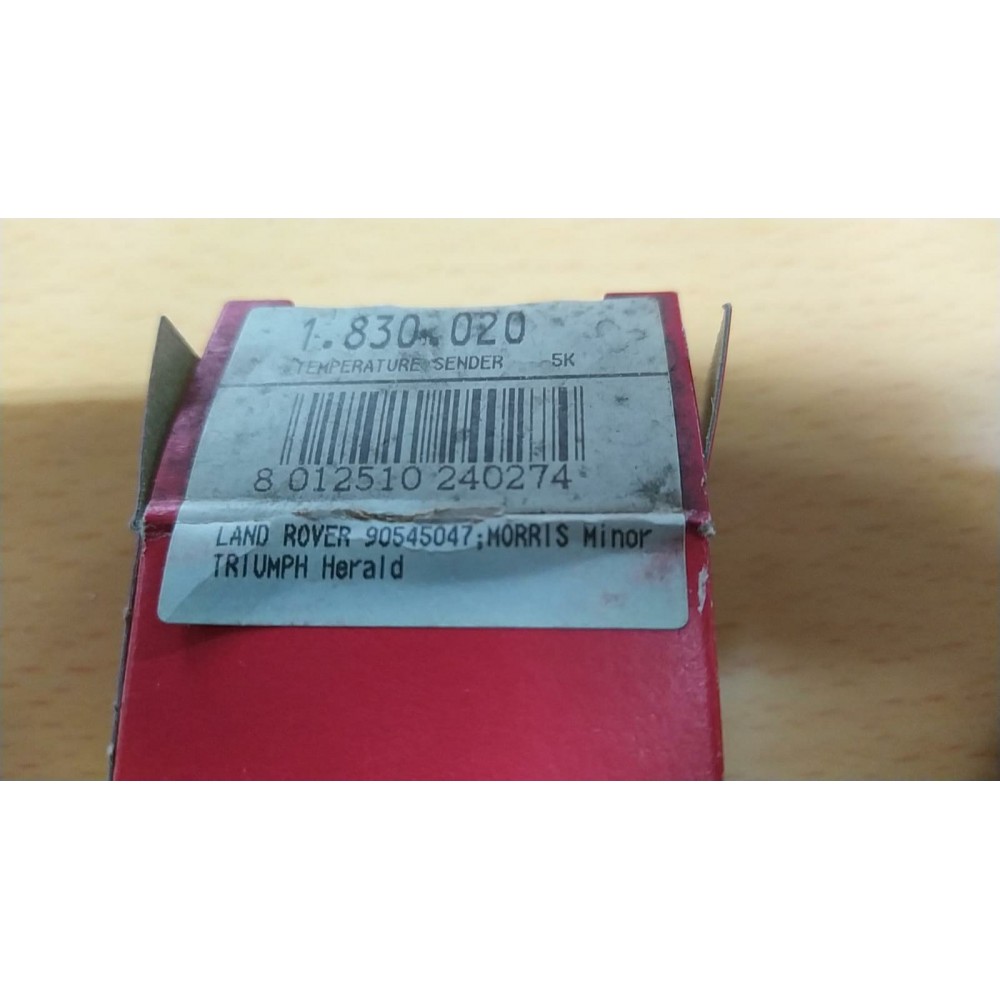 1.830.020
TEMPERATURE SENDER 5K
8 012510 240274
LAND ROVER 90545047;MORRIS Minor
TRIUMPH Herald